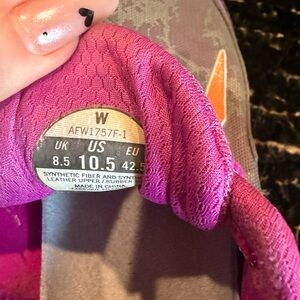 W
AFW1757F-1
UK US EU
8.5 10.5 42.5
SYNTHETIC FIBER AND
LEATHER UPPER / RUBBER
MADE IN CHINA